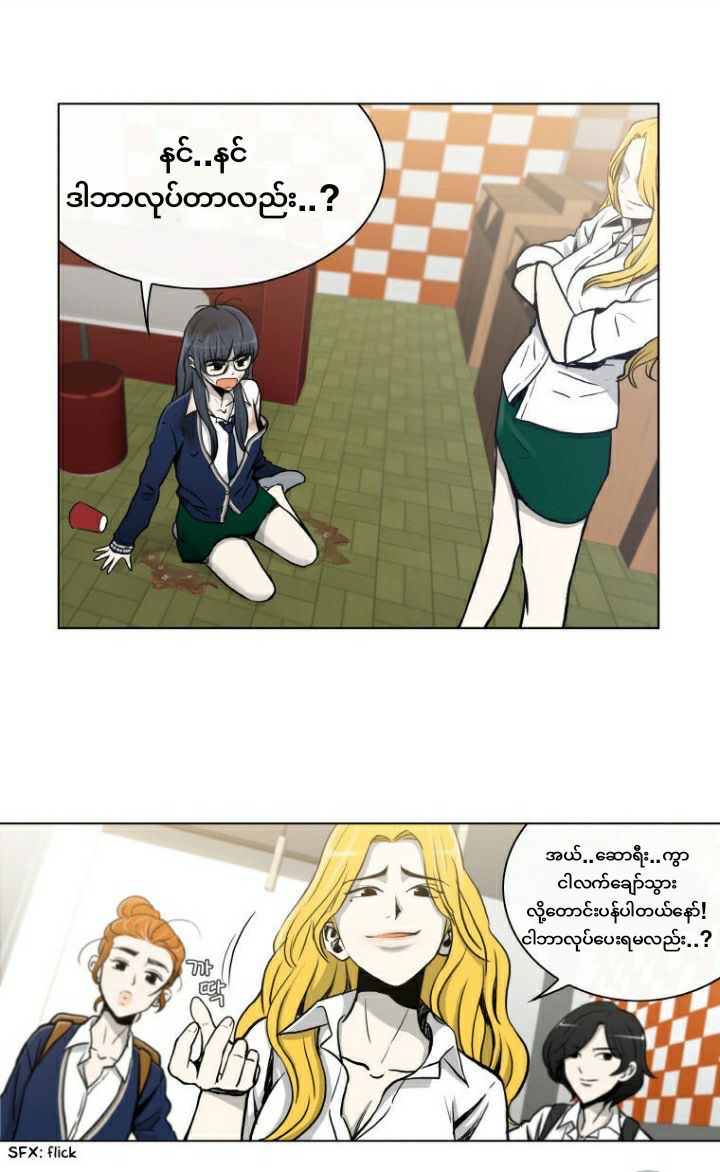 နင်..နင်
ဒါဘာလုပ်တာလည်း..?
အယ်..ဆောရီး..ကွာ
ငါလက်ချော်သွား
လို့တောင်းပန်ပါတယ်နော်!
ငါဘာလုပ်ပေးရမလည်း..?
까
딱
SFX: flick